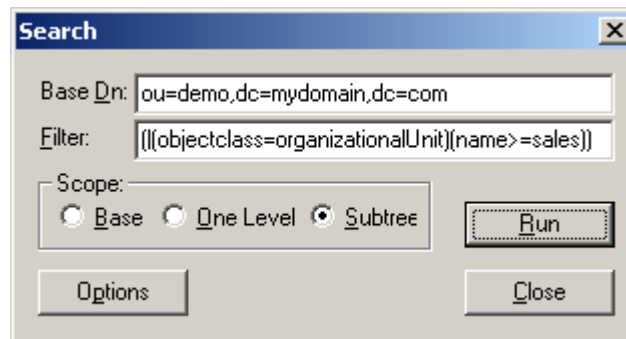 Search
Base Dn: ou=demo,dc=mydomain,dc=com
Filter: (|(objectclass=organizationalUnit)(name>=sales))
Scope:
Base One Level Subtree
Run
Options Close